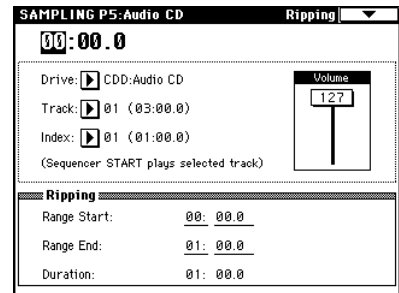 SAMPLING P5:Audio CD Ripping
00:00.0
Drive: CDD:Audio CD
Volume
127
Track: 01 (03:00.0)
Index: 01 (01:00.0)
(Sequencer START plays selected track)
Ripping
Range Start: 00: 00.0
Range End: 01: 00.0
Duration: 01: 00.0